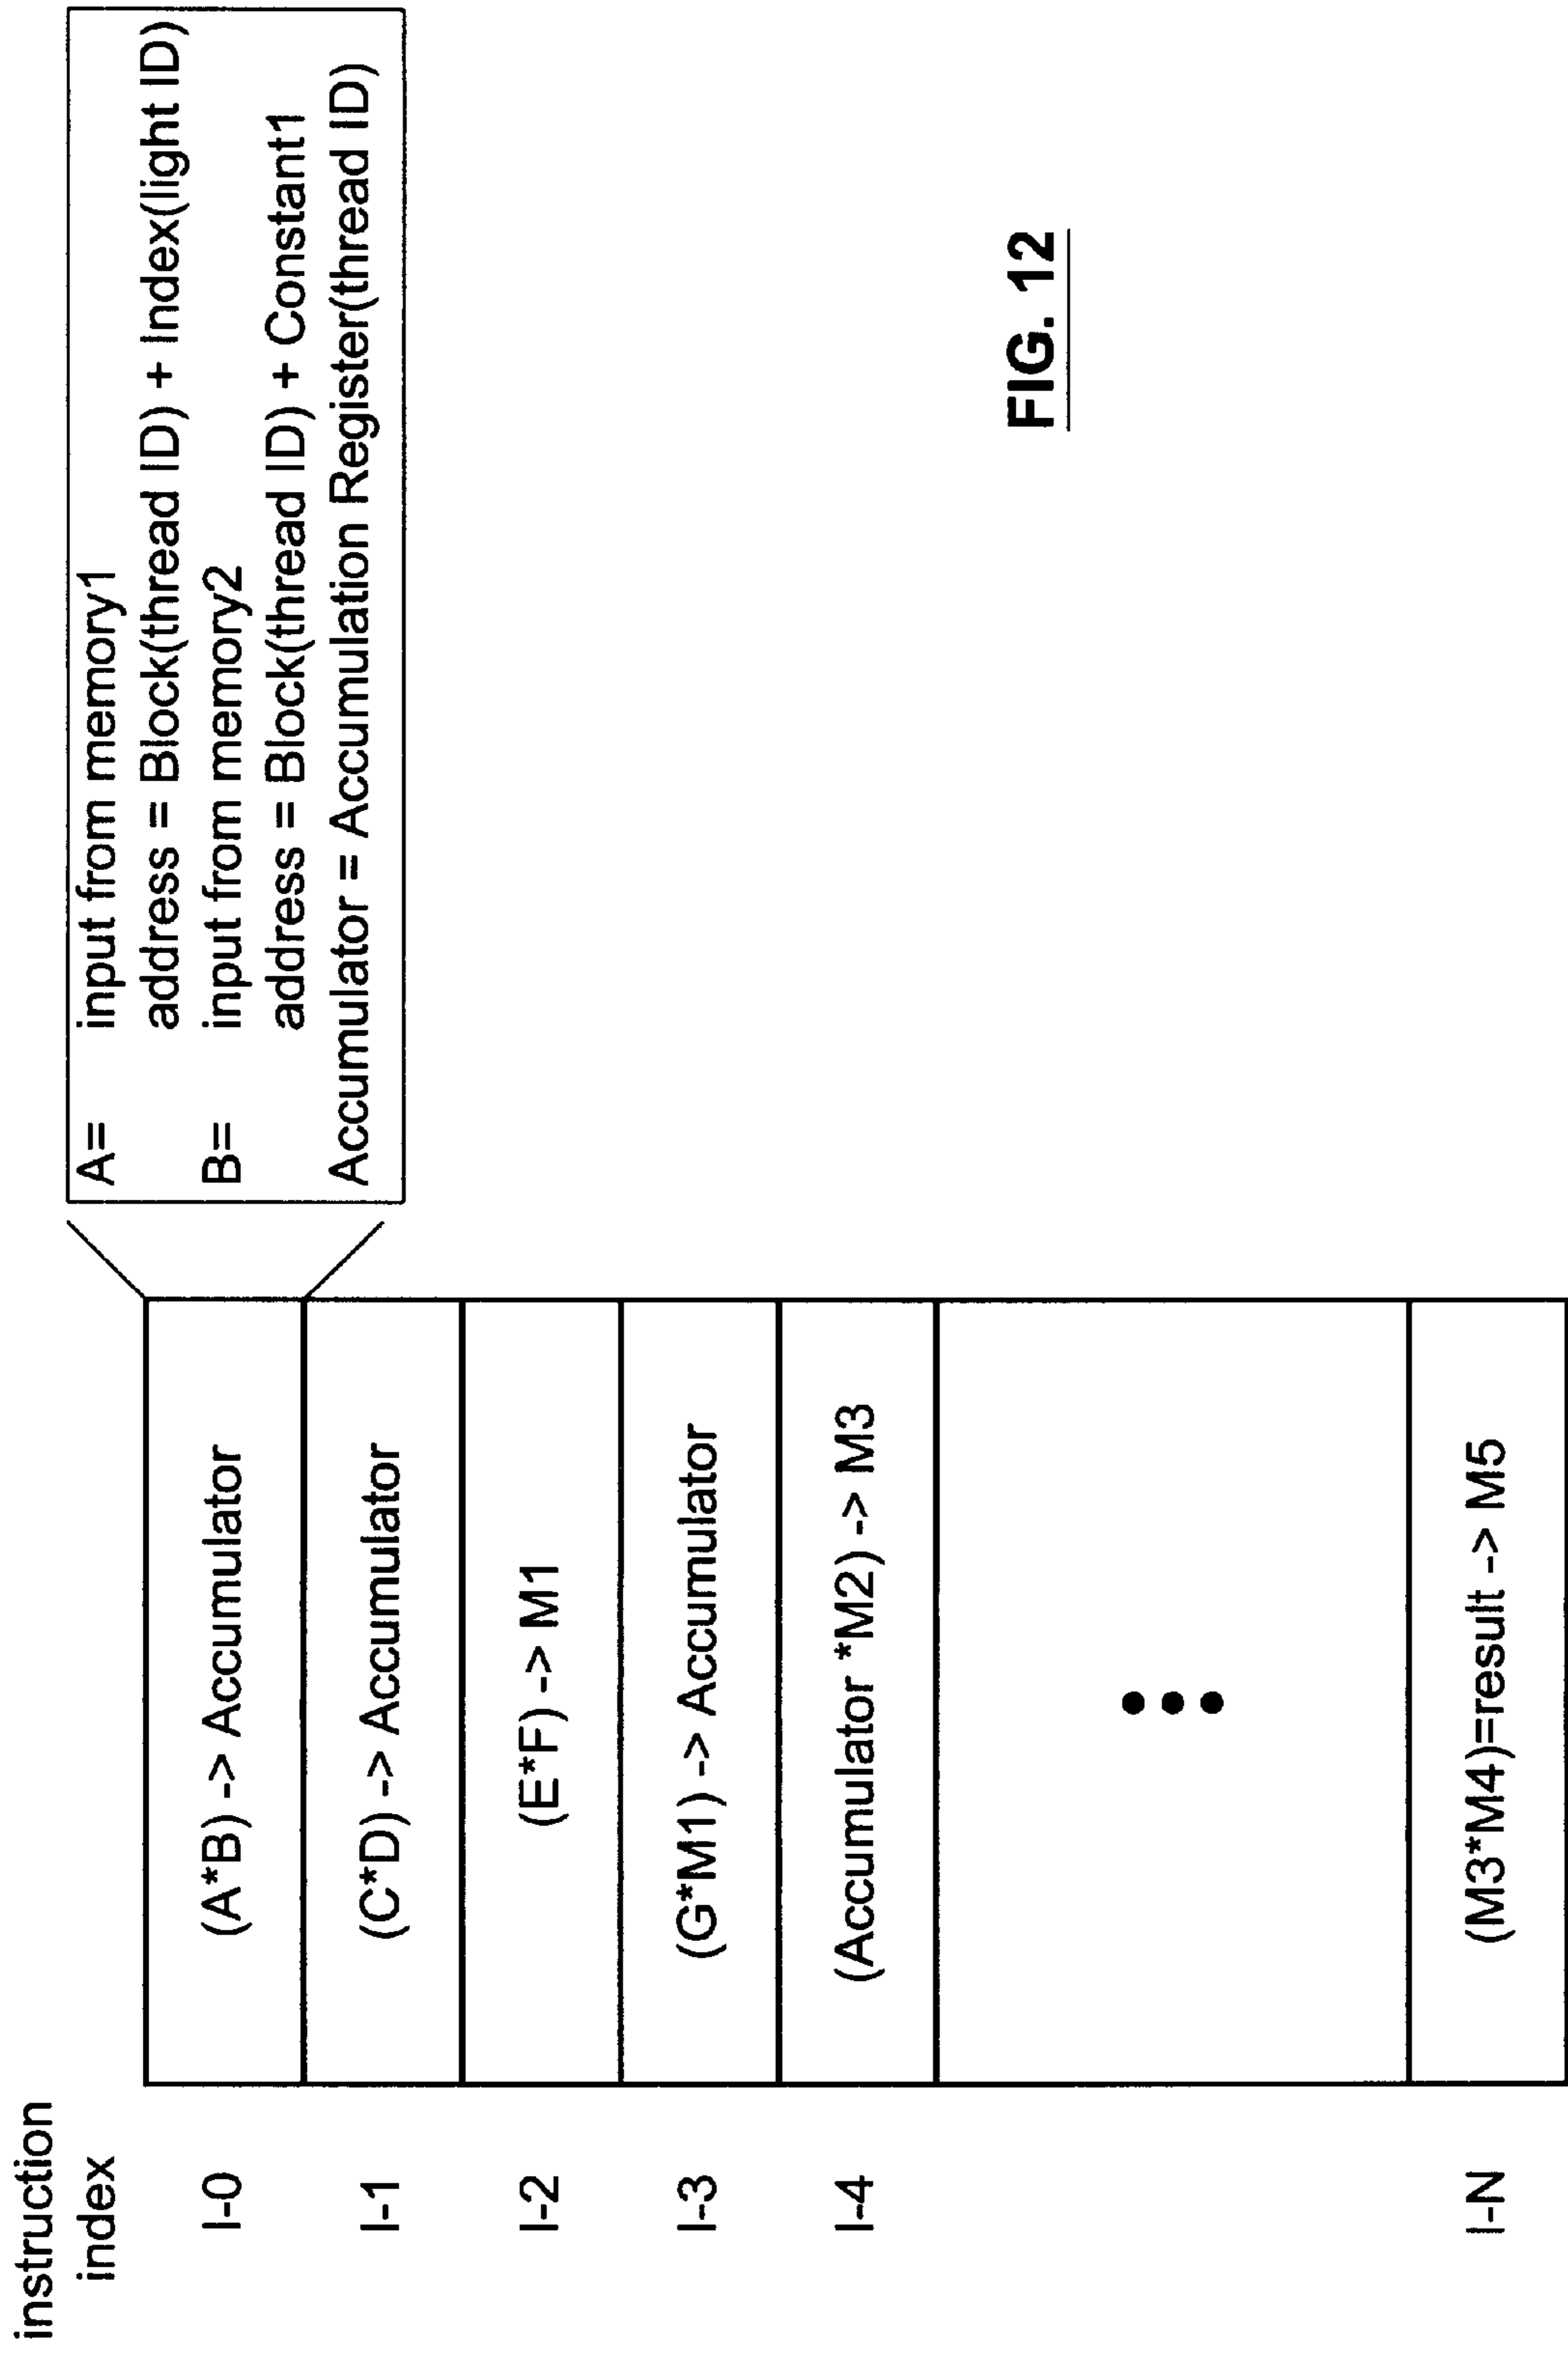 instruction
index
I-0
(A*B) -> Accumulator
I-1
(C*D) -> Accumulator
I-2
(E*F) -> M1
I-3
(G*M1) -> Accumulator
I-4
(Accumulator *M2) -> M3
I-N
(M3*M4)=result -> M5
A= input from memory1
address = Block(thread ID) + Index(light ID)
B= input from memory2
address = Block(thread ID) + Constant1
Accumulator = Accumulation Register(thread ID)
FIG. 12